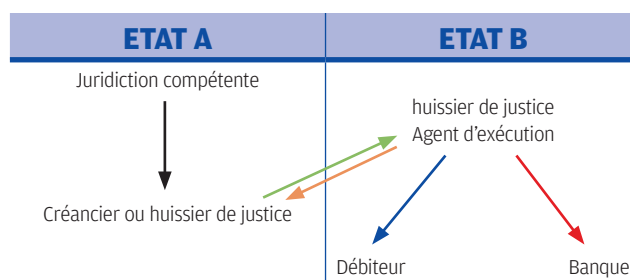 ETAT A
ETAT B
Juridiction compétente
huissier de justice
Agent d'exécution
Créancier ou huissier de justice
Débiteur
Banque